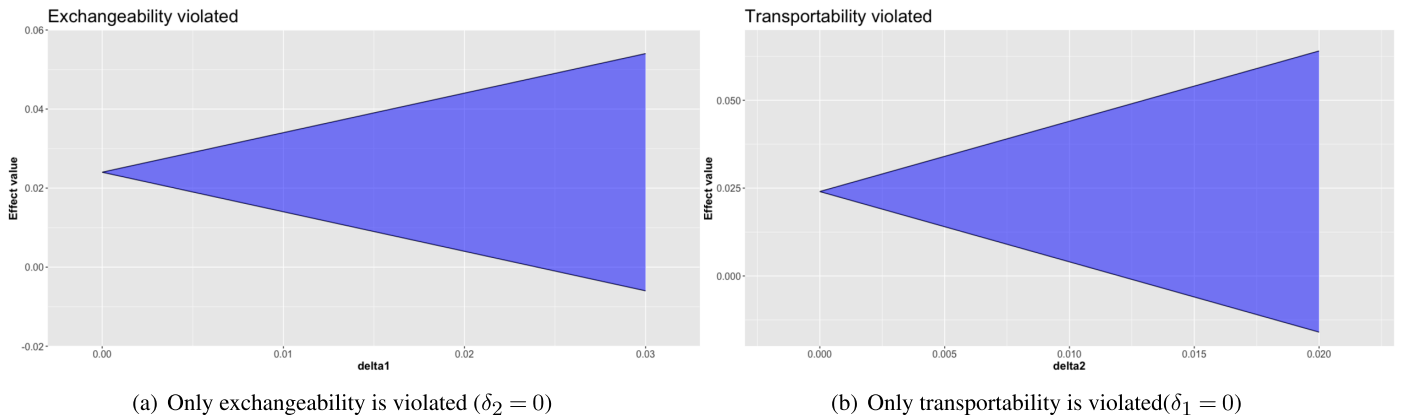 Exchangeability violated
0.06
0.04
0.02
0.00
-0.02
Effect value
0.00 0.01 0.02 0.03
delta1
(a) Only exchangeability is violated (δ₂ = 0)
Transportability violated
0.050
0.025
0.000
Effect value
0.000 0.005 0.010 0.015 0.020
delta2
(b) Only transportability is violated(δ₁ = 0)